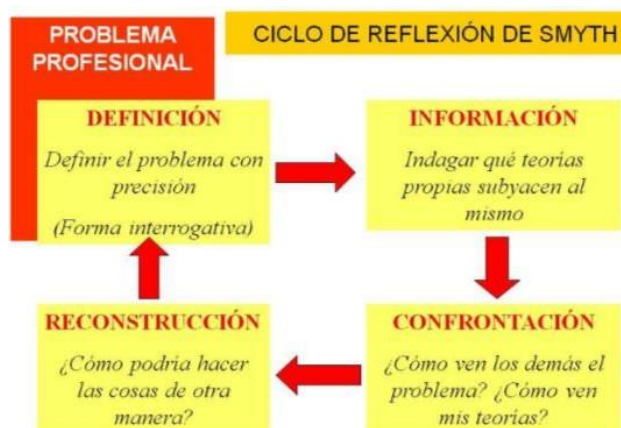 PROBLEMA
PROFESIONAL
CICLO DE REFLEXIÓN DE SMYTH
DEFINICIÓN
Definir el problema con
precisión
(Forma interrogativa)
INFORMACIÓN
Indagar qué teorías
propias subyacen al
mismo
RECONSTRUCCIÓN
¿Cómo podría hacer
las cosas de otra
manera?
CONFRONTACIÓN
¿Cómo ven los demás el
problema? ¿Cómo ven
mis teorías?